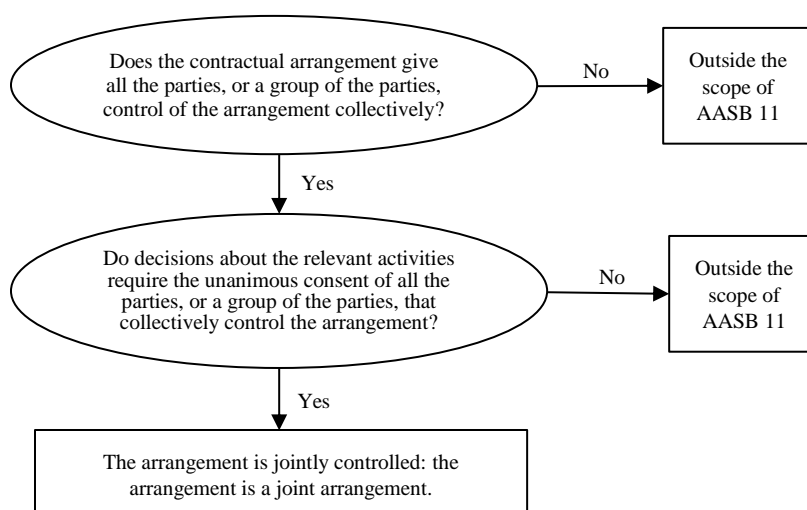 Does the contractual arrangement give
all the parties, or a group of the parties,
control of the arrangement collectively?
No
Outside the
scope of
AASB 11
Yes
Do decisions about the relevant activities
require the unanimous consent of all the
parties, or a group of the parties, that
collectively control the arrangement?
No
Outside the
scope of
AASB 11
Yes
The arrangement is jointly controlled: the
arrangement is a joint arrangement.